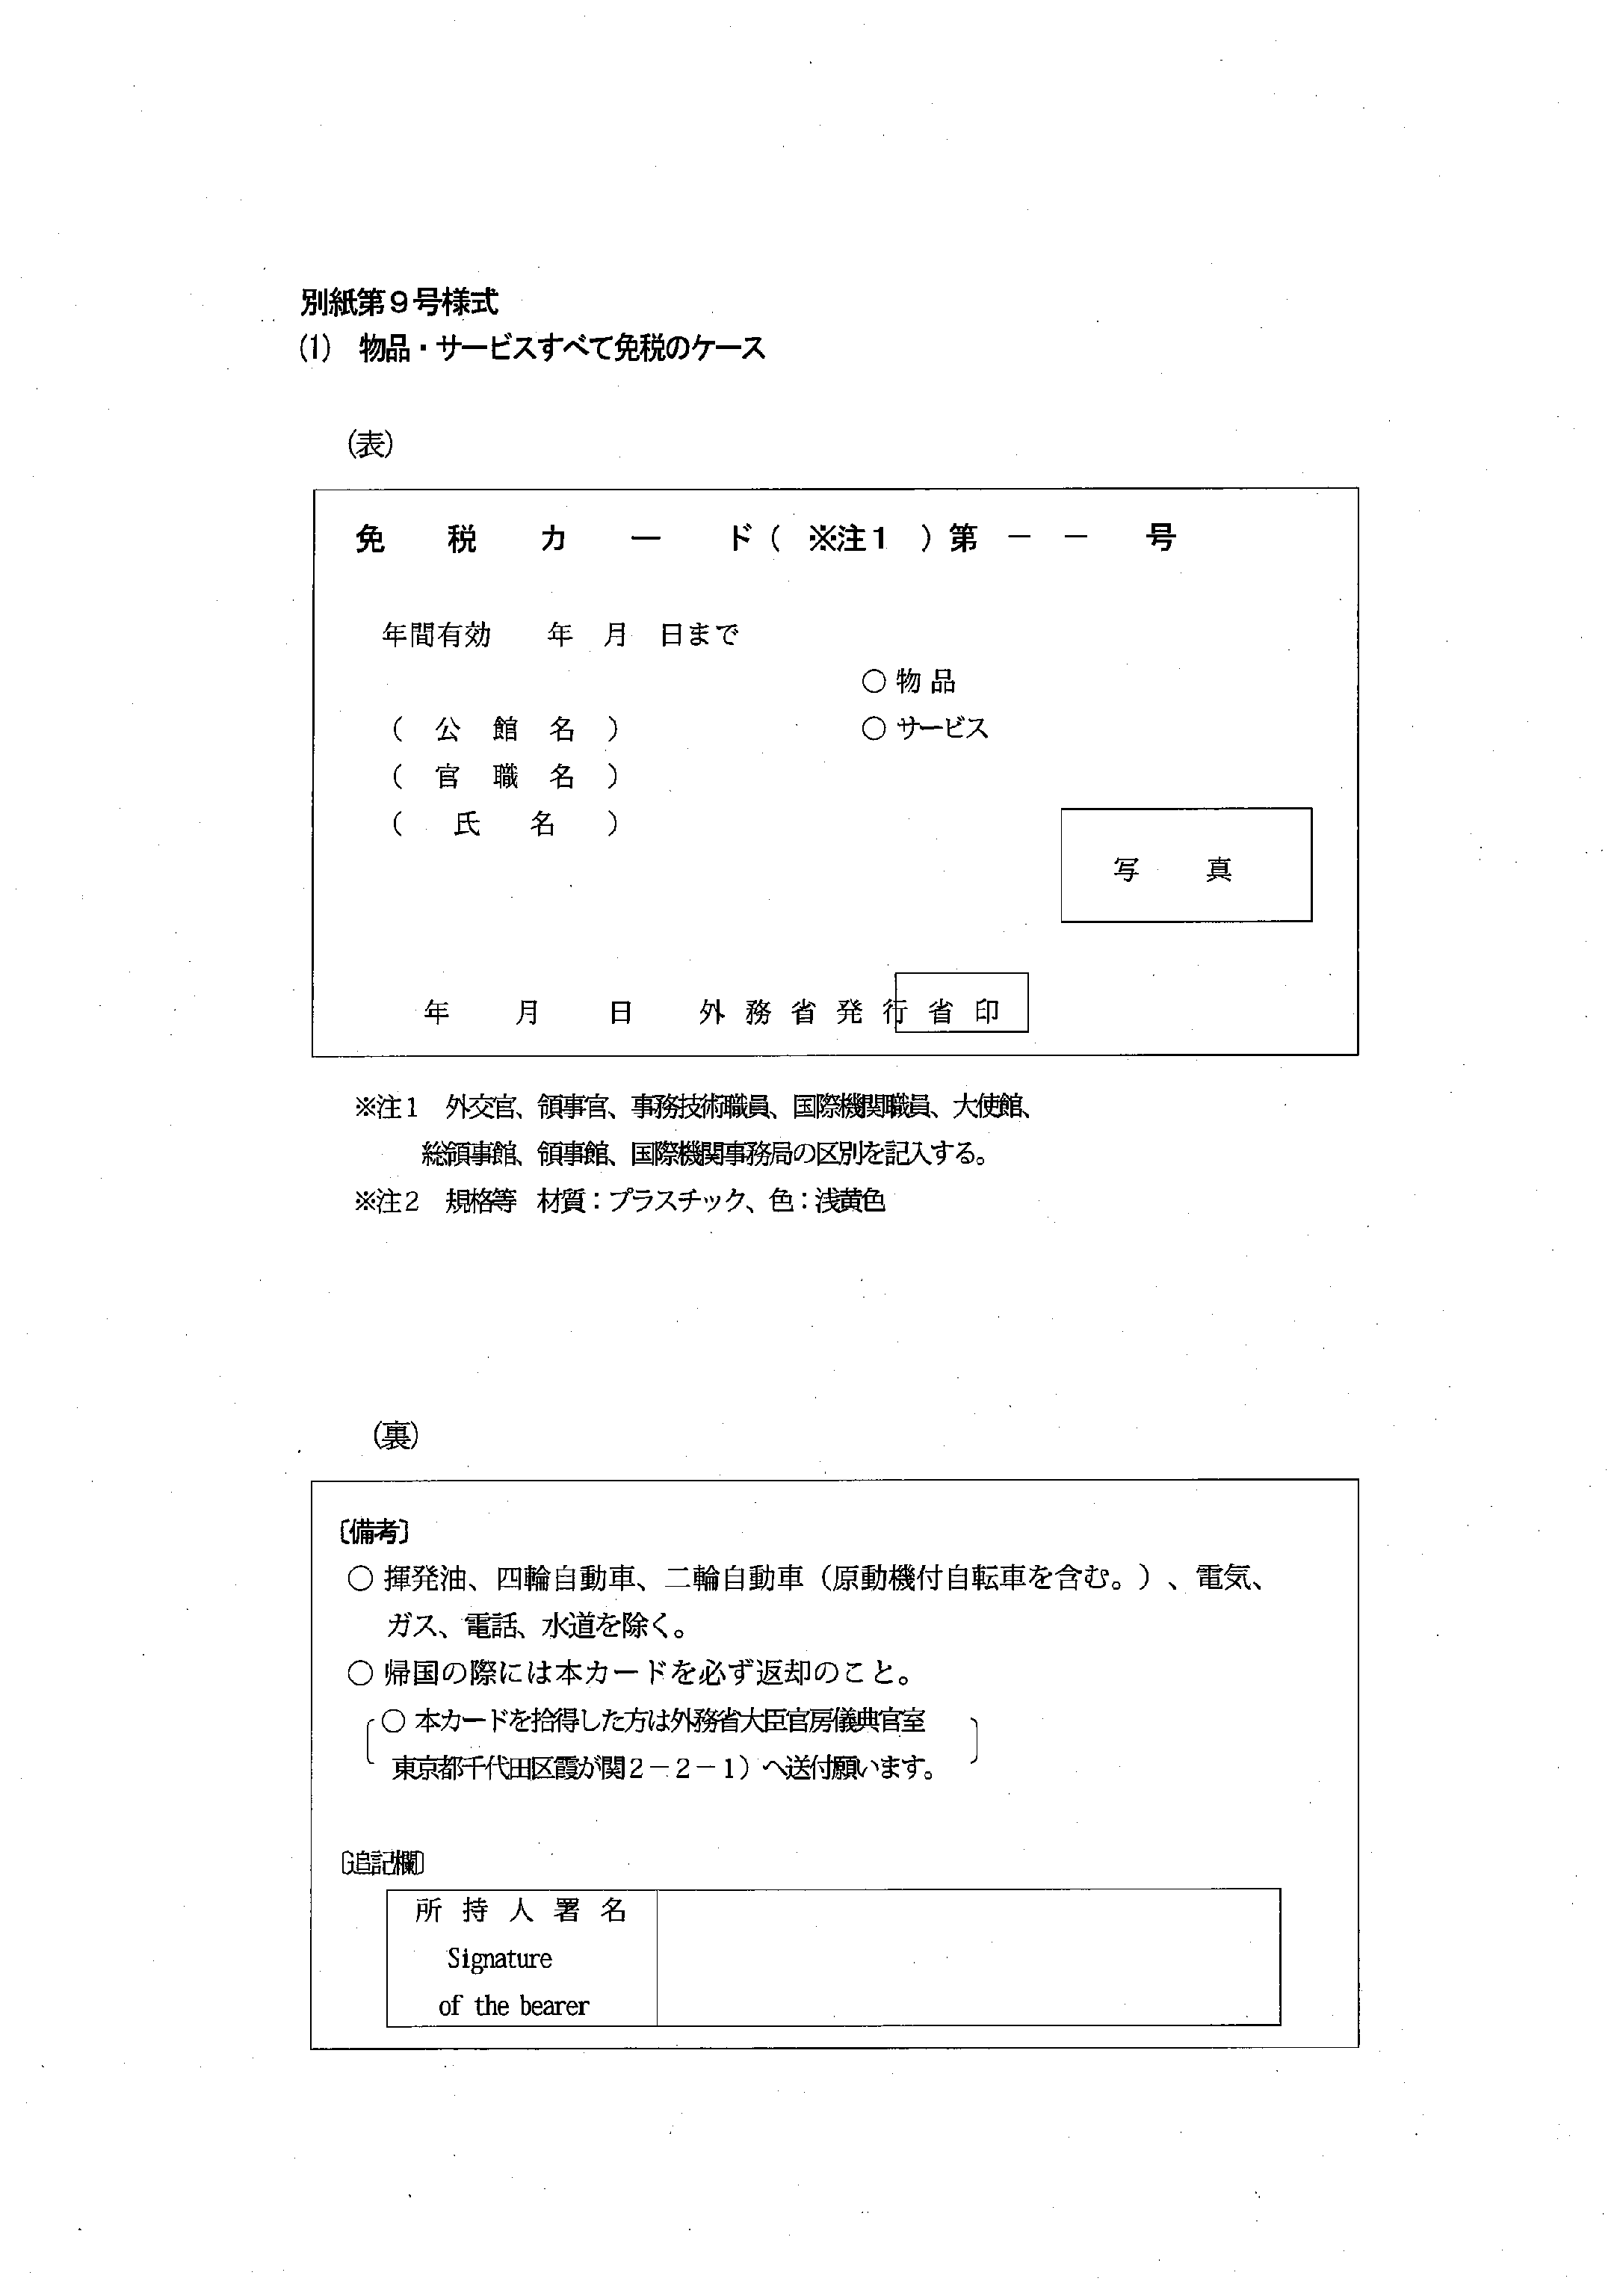 別紙第9号様式
(1) 物品・サービスすべて免税のケース
(表)
免 税 カ ー ド( ※注1 )第 － － 号
年間有効 年 月 日まで
○ 物 品
( 公 館 名 ) ○ サービス
( 官 職 名 )
( 氏 名 )
写 真
年 月 日 外 務 省 発 行 省 印
※注1 外交官、領事官、事務技術職員、国際機関職員、大使館、
総領事館、領事館、国際機関事務局の区別を記入する。
※注2 規格等 材質：プラスチック、色：浅黄色
(裏)
〔備考〕
○ 揮発油、四輪自動車、二輪自動車（原動機付自転車を含む。）、電気、
ガス、電話、水道を除く。
○ 帰国の際には本カードを必ず返却のこと。
○ 本カードを拾得した方は外務省大臣官房儀典官室
東京都千代田区霞が関2－2－1）へ送付願います。
〔追記欄〕
所 持 人 署 名
Signature
of the bearer